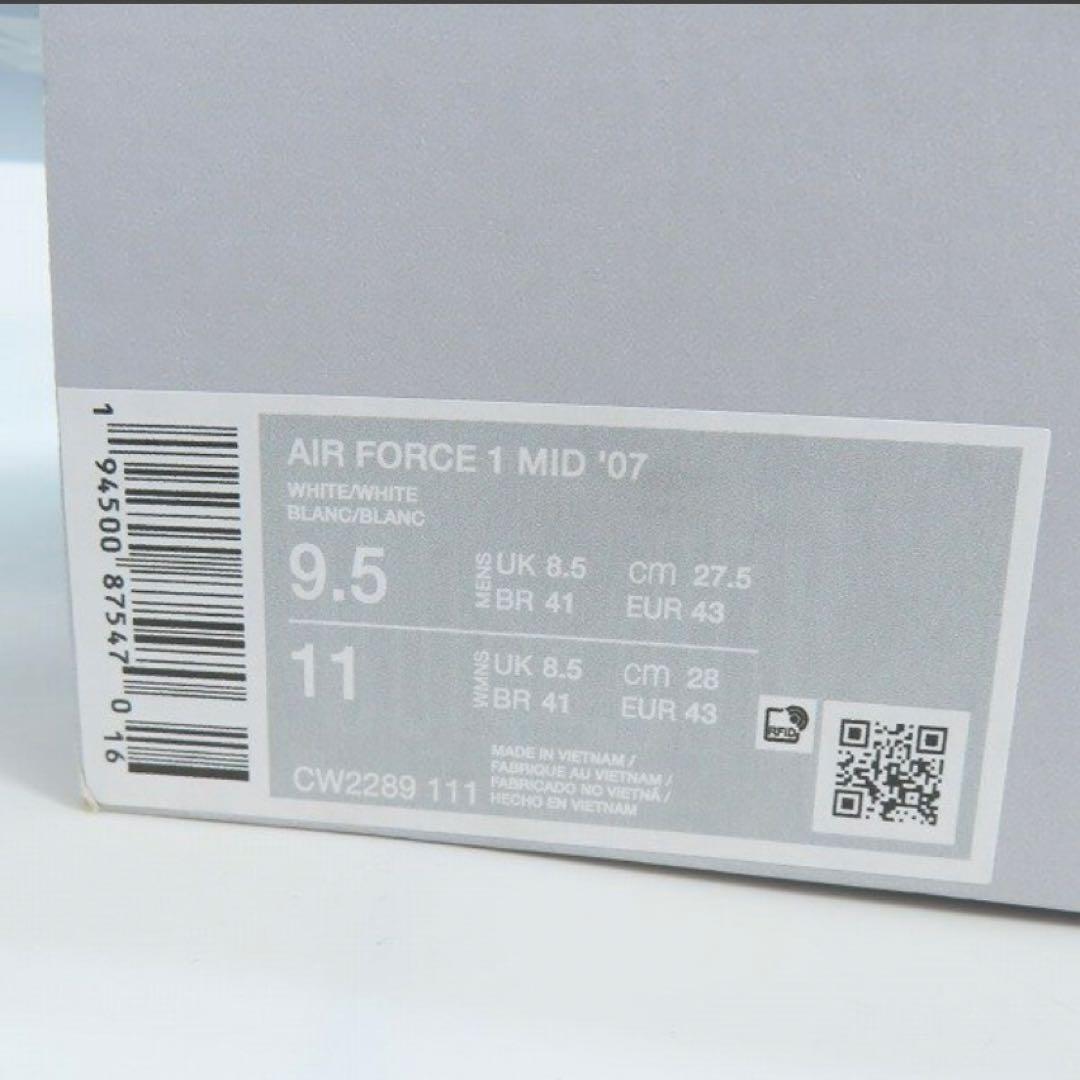 AIR FORCE 1 MID '07
WHITE/WHITE
BLANC/BLANC
9.5 MENS UK 8.5 cm 27.5
BR 41 EUR 43
11 WMNS UK 8.5 cm 28
BR 41 EUR 43
RFID
CW2289 111
MADE IN VIETNAM /
FABRIQUE AU VIETNAM /
FABRICADO NO VIETNÃ /
HECHO EN VIETNAM
1 94500 87547 0 16